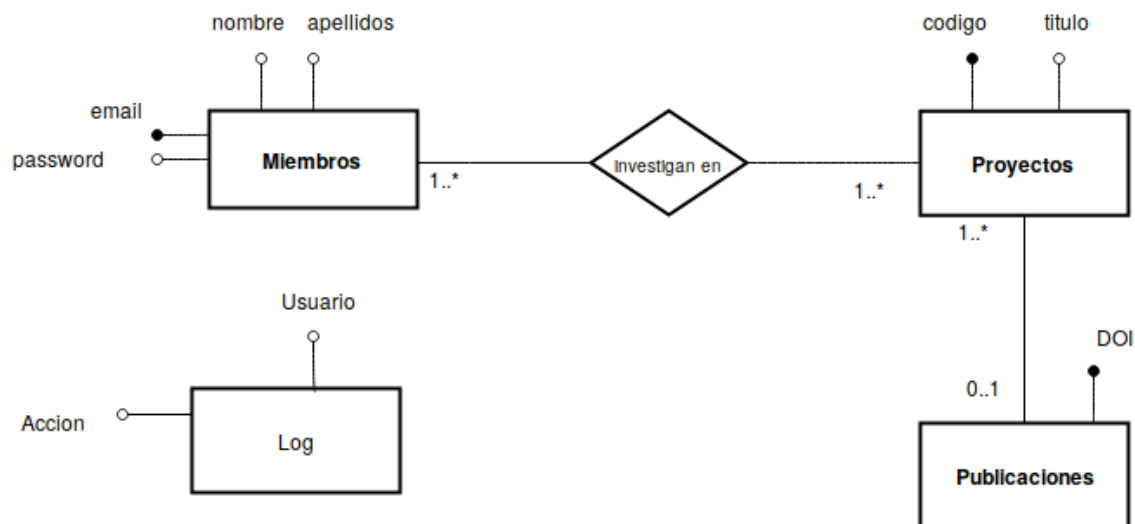 nombre apellidos
codigo titulo
email
password
Miembros
Investigan en
Proyectos
1..*
1..*
1..*
Usuario
DOI
0..1
Accion
Log
Publicaciones